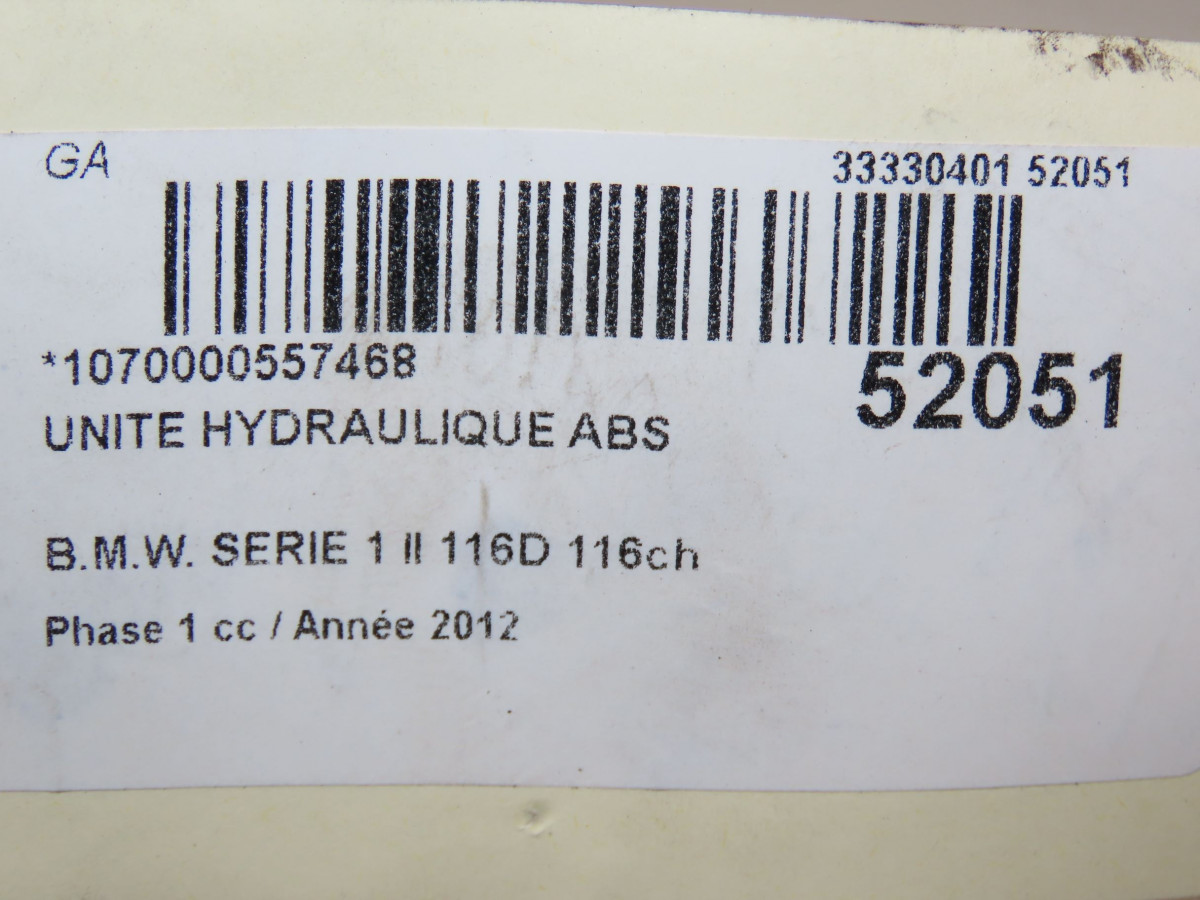 GA
33330401 52051
*1070000557468
52051
UNITE HYDRAULIQUE ABS
B.M.W. SERIE 1 II 116D 116ch
Phase 1 cc / Année 2012